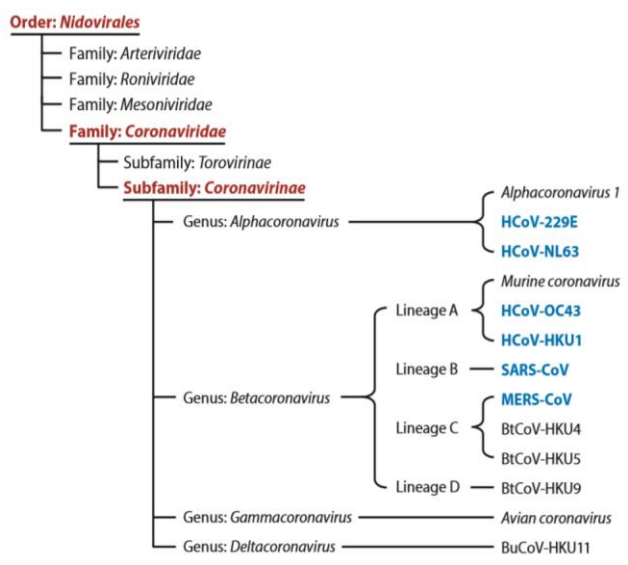 Order: Nidovirales
Family: Arteriviridae
Family: Roniviridae
Family: Mesoniviridae
Family: Coronaviridae
Subfamily: Torovirinae
Subfamily: Coronavirinae
Genus: Alphacoronavirus
Alphacoronavirus 1
HCoV-229E
HCoV-NL63
Genus: Betacoronavirus
Lineage A
Murine coronavirus
HCoV-OC43
HCoV-HKU1
Lineage B
SARS-CoV
Lineage C
MERS-CoV
BtCoV-HKU4
BtCoV-HKU5
Lineage D
BtCoV-HKU9
Genus: Gammacoronavirus
Avian coronavirus
Genus: Deltacoronavirus
BuCoV-HKU11